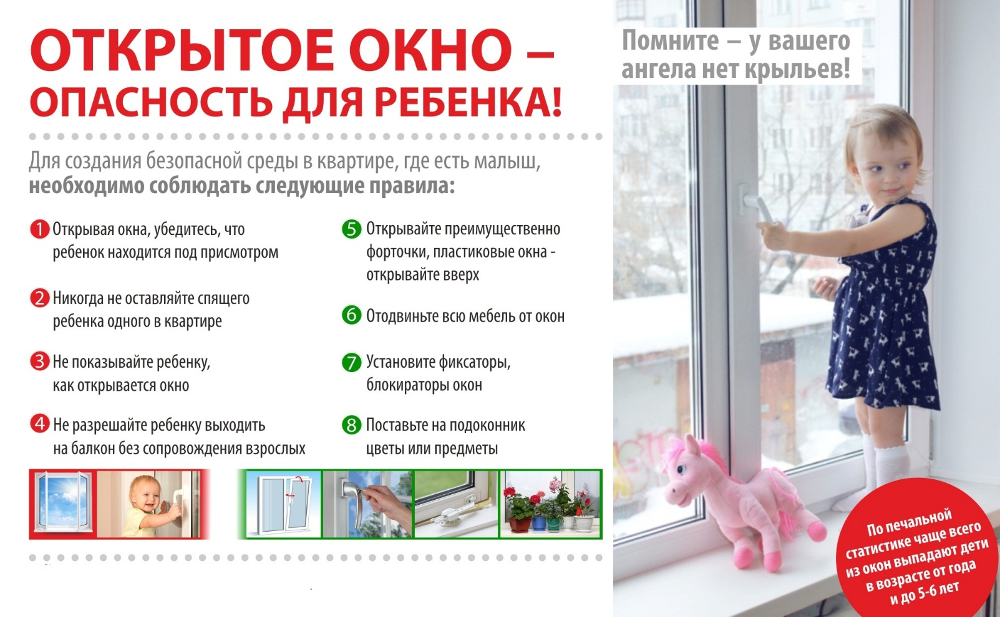 ОТКРЫТОЕ ОКНО –
ОПАСНОСТЬ ДЛЯ РЕБЕНКА!
Для создания безопасной среды в квартире, где есть малыш,
необходимо соблюдать следующие правила:
1 Открывая окна, убедитесь, что
ребенок находится под присмотром
2 Никогда не оставляйте спящего
ребенка одного в квартире
3 Не показывайте ребенку,
как открывается окно
4 Не разрешайте ребенку выходить
на балкон без сопровождения взрослых
5 Открывайте преимущественно
форточки, пластиковые окна -
открывайте вверх
6 Отодвиньте всю мебель от окон
7 Установите фиксаторы,
блокираторы окон
8 Поставьте на подоконник
цветы или предметы
Помните – у вашего
ангела нет крыльев!
По печальной
статистике чаще всего
из окон выпадают дети
в возрасте от года
и до 5-6 лет